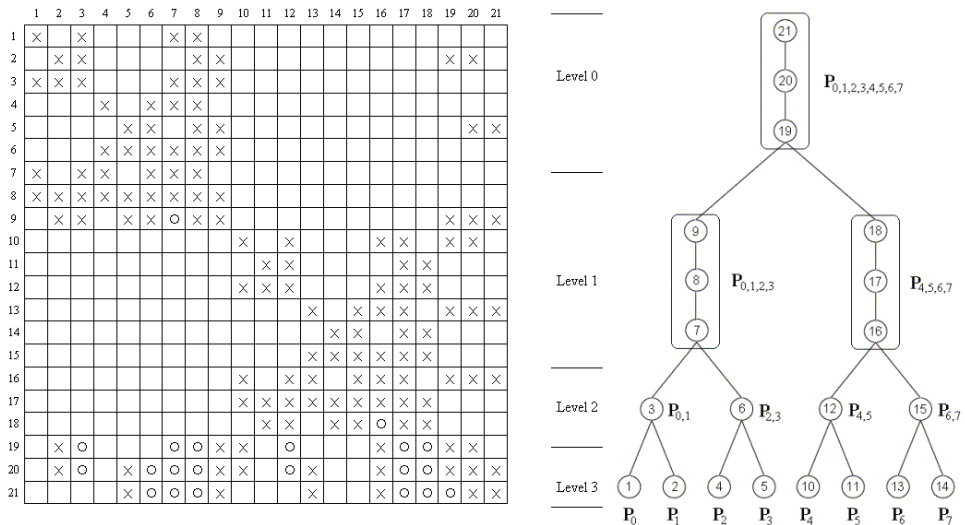 1 2 3 4 5 6 7 8 9 10 11 12 13 14 15 16 17 18 19 20 21
1 X X X X
2 X X X X X X
3 X X X X X X
4 X X X X
5 X X X X X X
6 X X X X X X
7 X X X X X X
8 X X X X X X X X X
9 X X X X O X X X X X
10 X X X X X X
11 X X X X
12 X X X X X X
13 X X X X X X X
14 X X X X
15 X X X X X X
16 X X X X X X X X X
17 X X X X X X X X X
18 X X X X O X X
19 X O O O X X O X O O X X
20 X O X O O O X X O X X O O X X X
21 X O O O X X X O O O X X
21
Level 0 20 P0,1,2,3,4,5,6,7
19
9 18
Level 1 8 P0,1,2,3 17 P4,5,6,7
7 16
Level 2 3 P0,1 6 P2,3 12 P4,5 15 P6,7
Level 3 1 2 4 5 10 11 13 14
P0 P1 P2 P3 P4 P5 P6 P7